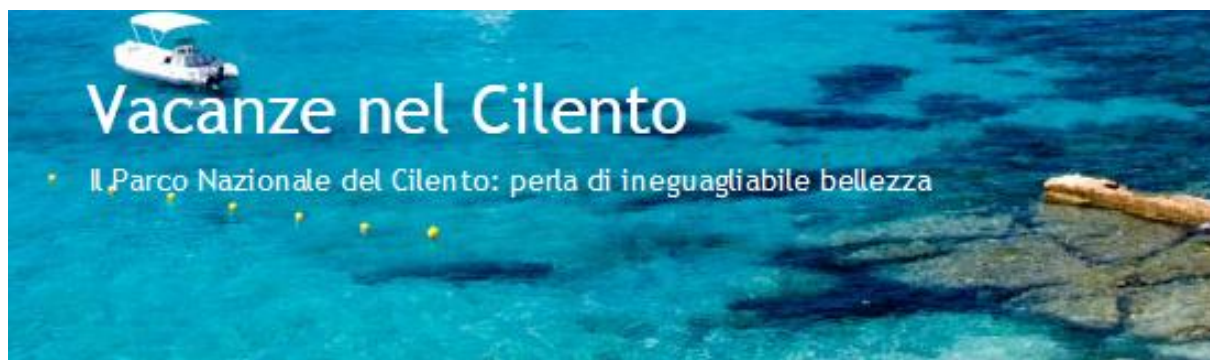 Vacanze nel Cilento
Il Parco Nazionale del Cilento: perla di ineguagliabile bellezza